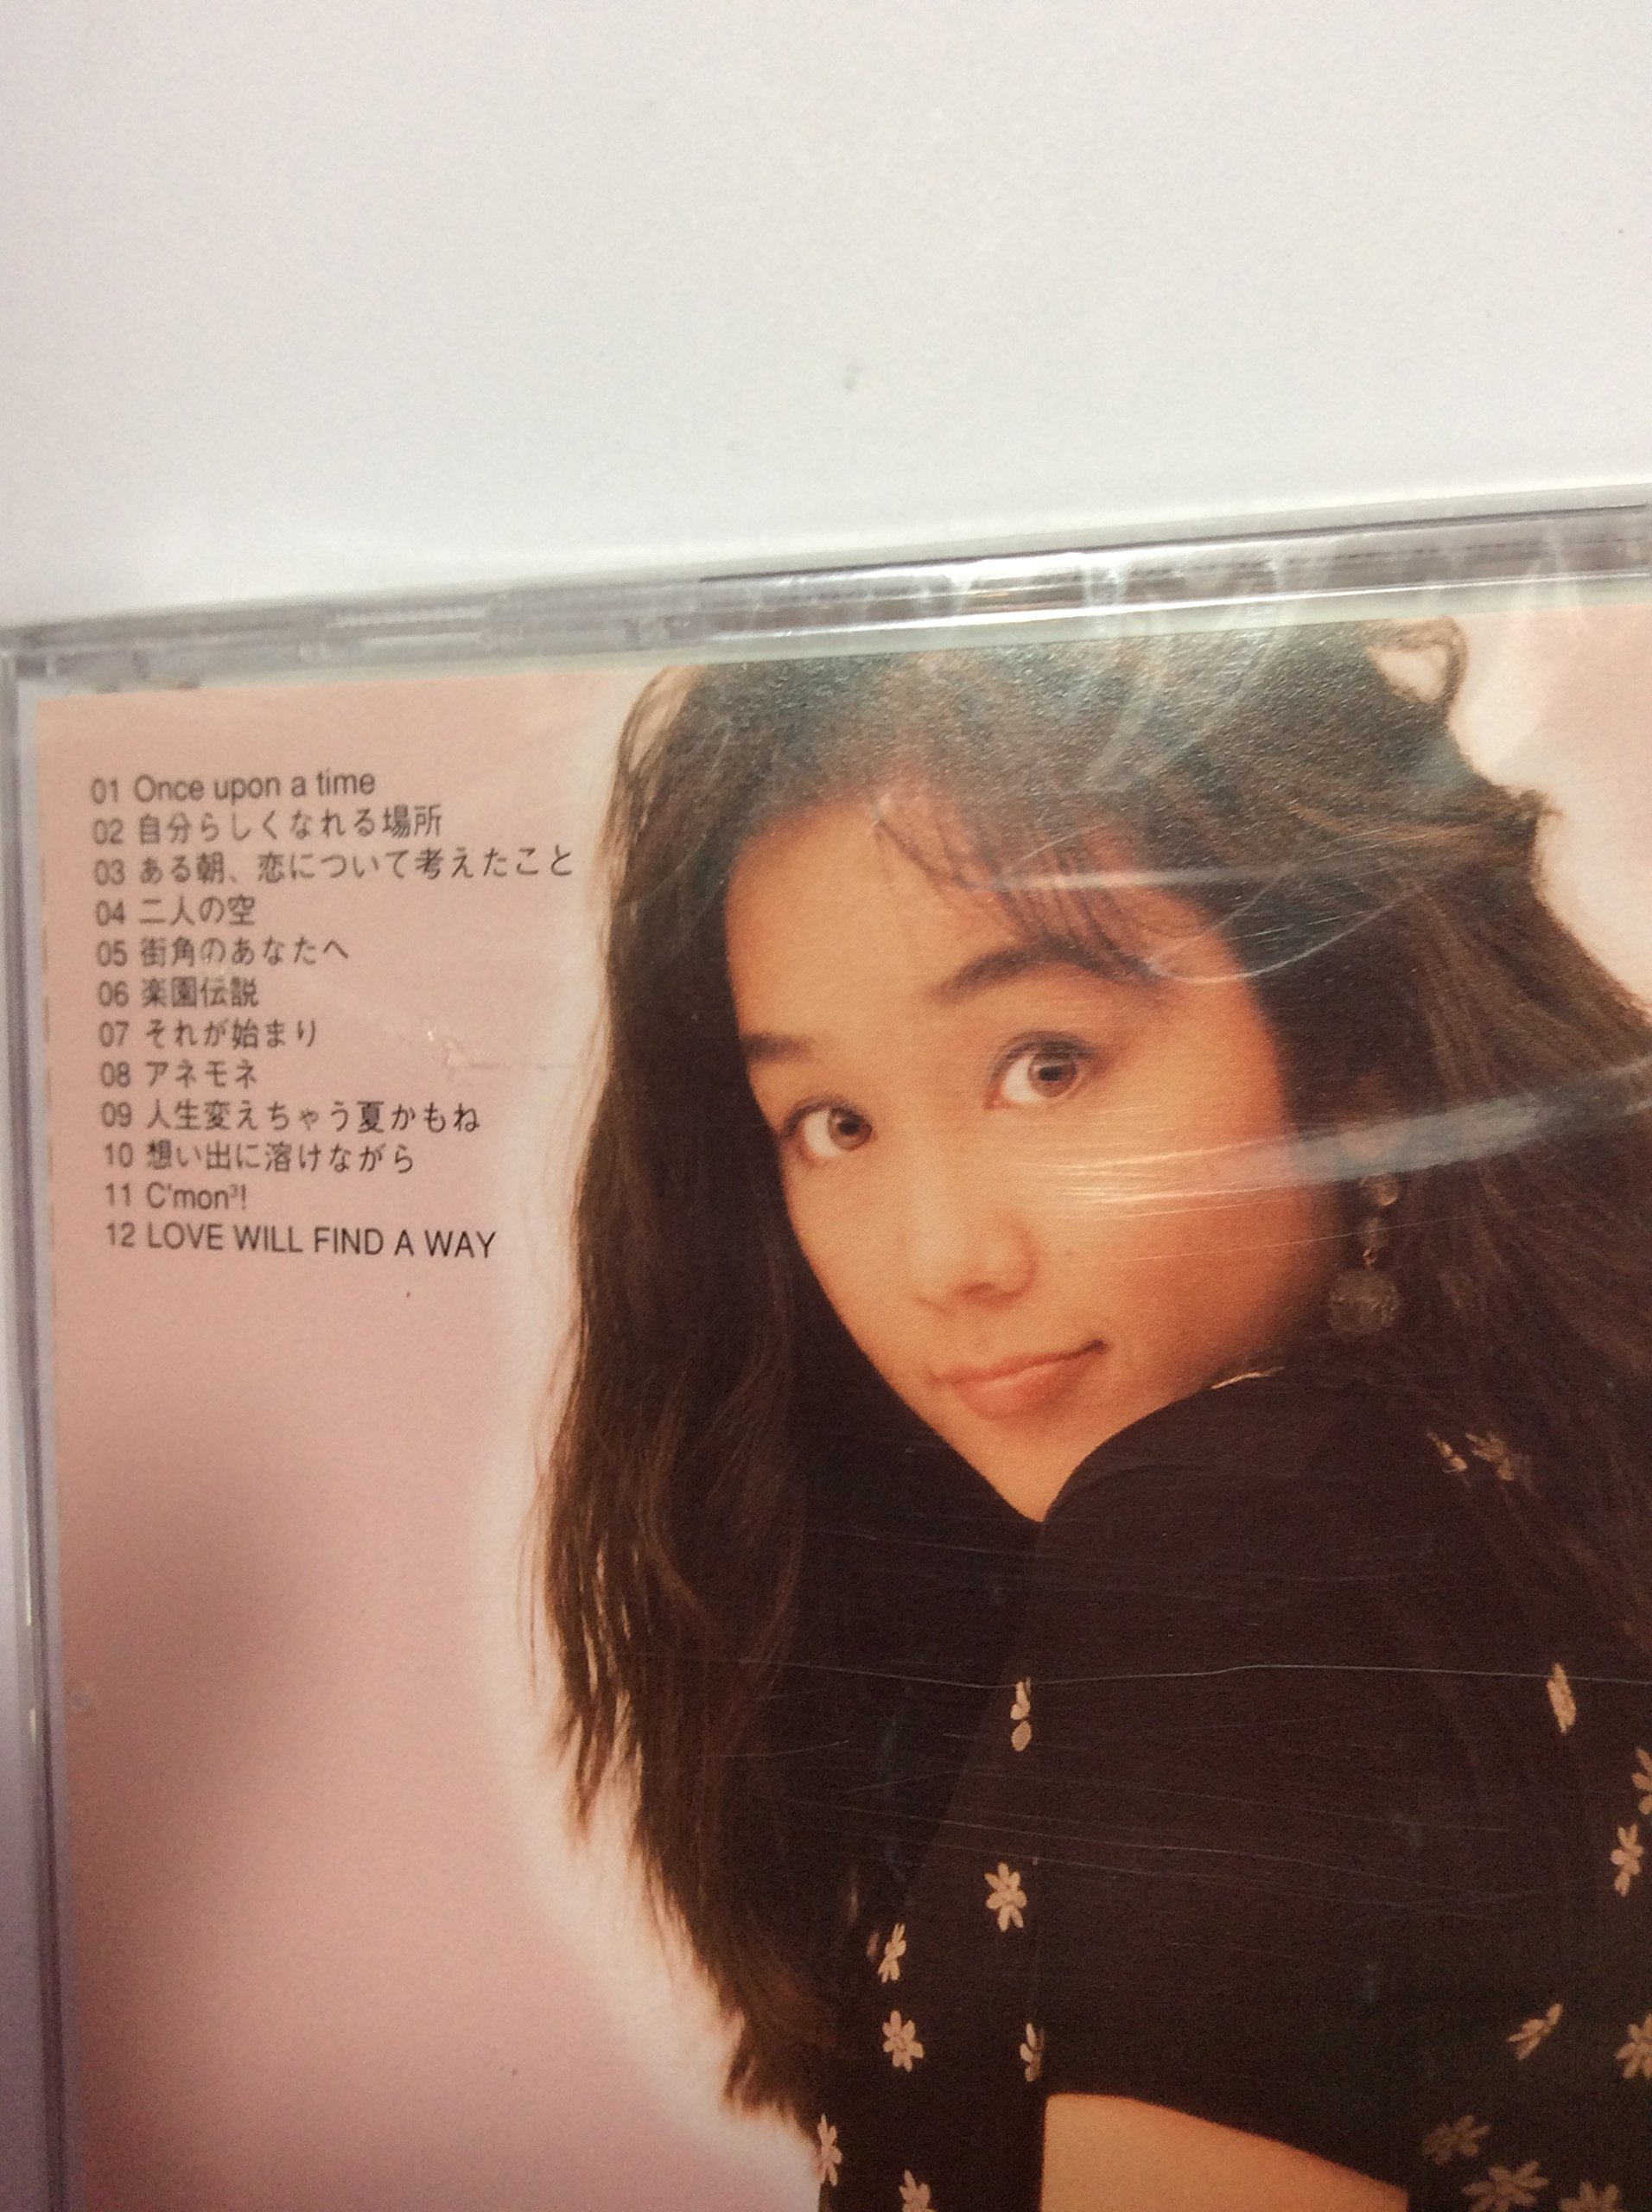 01 Once upon a time
02 自分らしくなれる場所
03 ある朝、恋について考えたこと
04 二人の空
05 街角のあなたへ
06 楽園伝説
07 それが始まり
08 アネモネ
09 人生変えちゃう夏かもね
10 想い出に溶けながら
11 C'mon³!
12 LOVE WILL FIND A WAY